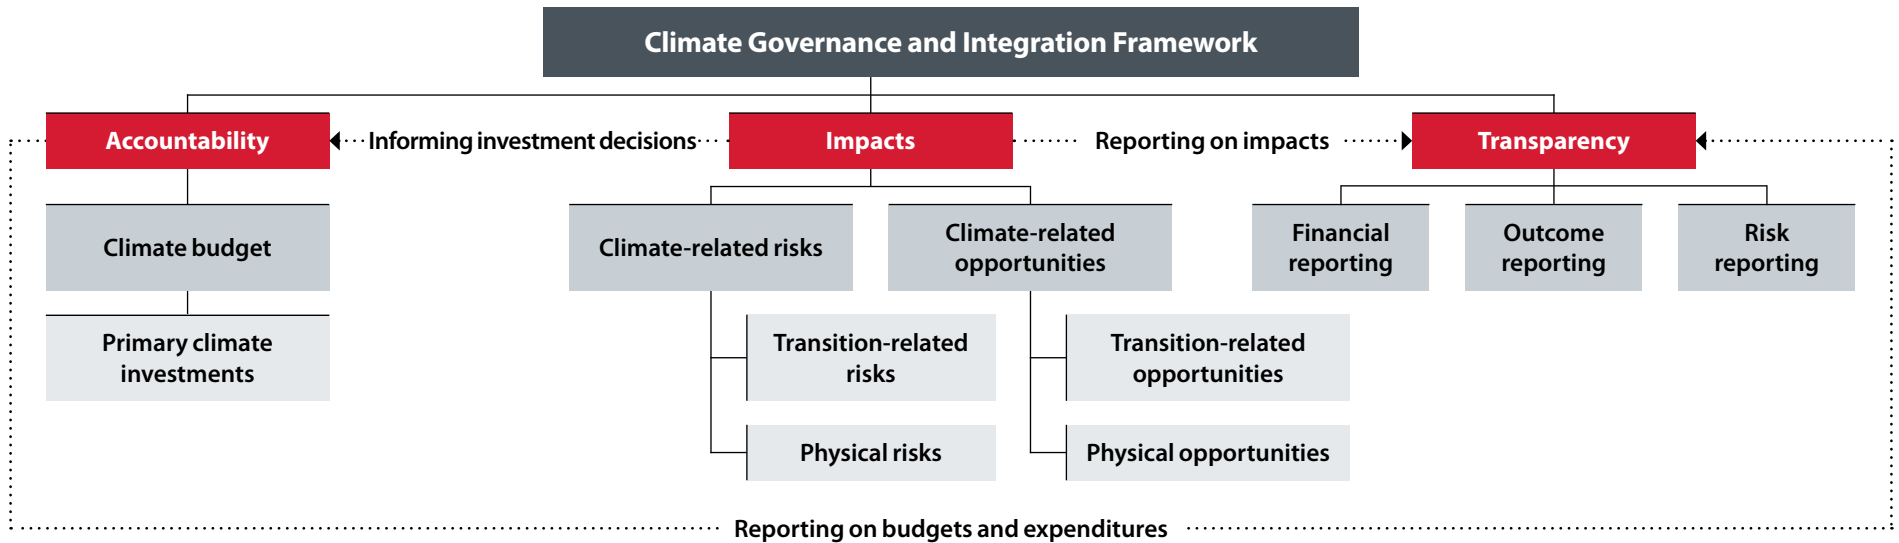 Climate Governance and Integration Framework
Accountability
Informing investment decisions
Impacts
Reporting on impacts
Transparency
Climate budget
Primary climate
investments
Climate-related risks
Transition-related
risks
Physical risks
Climate-related
opportunities
Transition-related
opportunities
Physical opportunities
Financial
reporting
Outcome
reporting
Risk
reporting
Reporting on budgets and expenditures